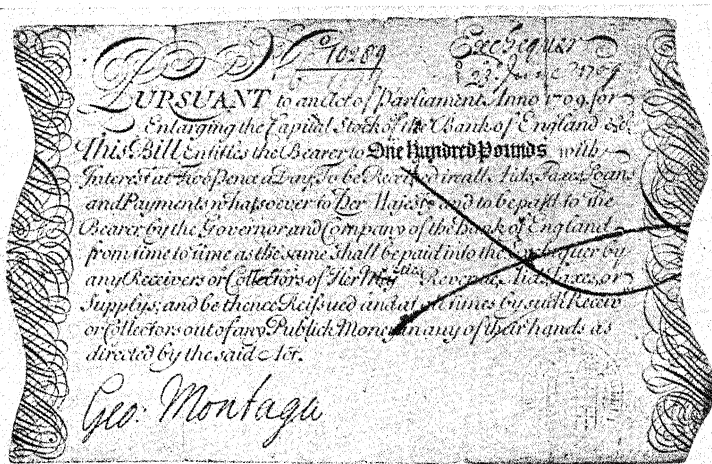 No 10289 Exchequer
23 June 1709
PURSUANT to an Act of Parliament Anno 1709. for
Enlarging the Capital Stock of the Bank of England &c.
This Bill Entitles the Bearer to One Hundred Pounds with
Interest at Two Pence a Day, To be Received in all Aids, Taxes, Loans
and Payments whatsoever to Her Majesty and to be paid to the
Bearer by the Governor and Company of the Bank of England
from time to time as the same shall be paid into the Exchequer by
any Receivers or Collectors of Her Matys. Revenue, Aids, Taxes, or
Supplys, and be thence Reissued and at all times by such Receivrs
or Collectors out of any Publick Money in any of their hands as
directed by the said Act.
Geo: Montagu